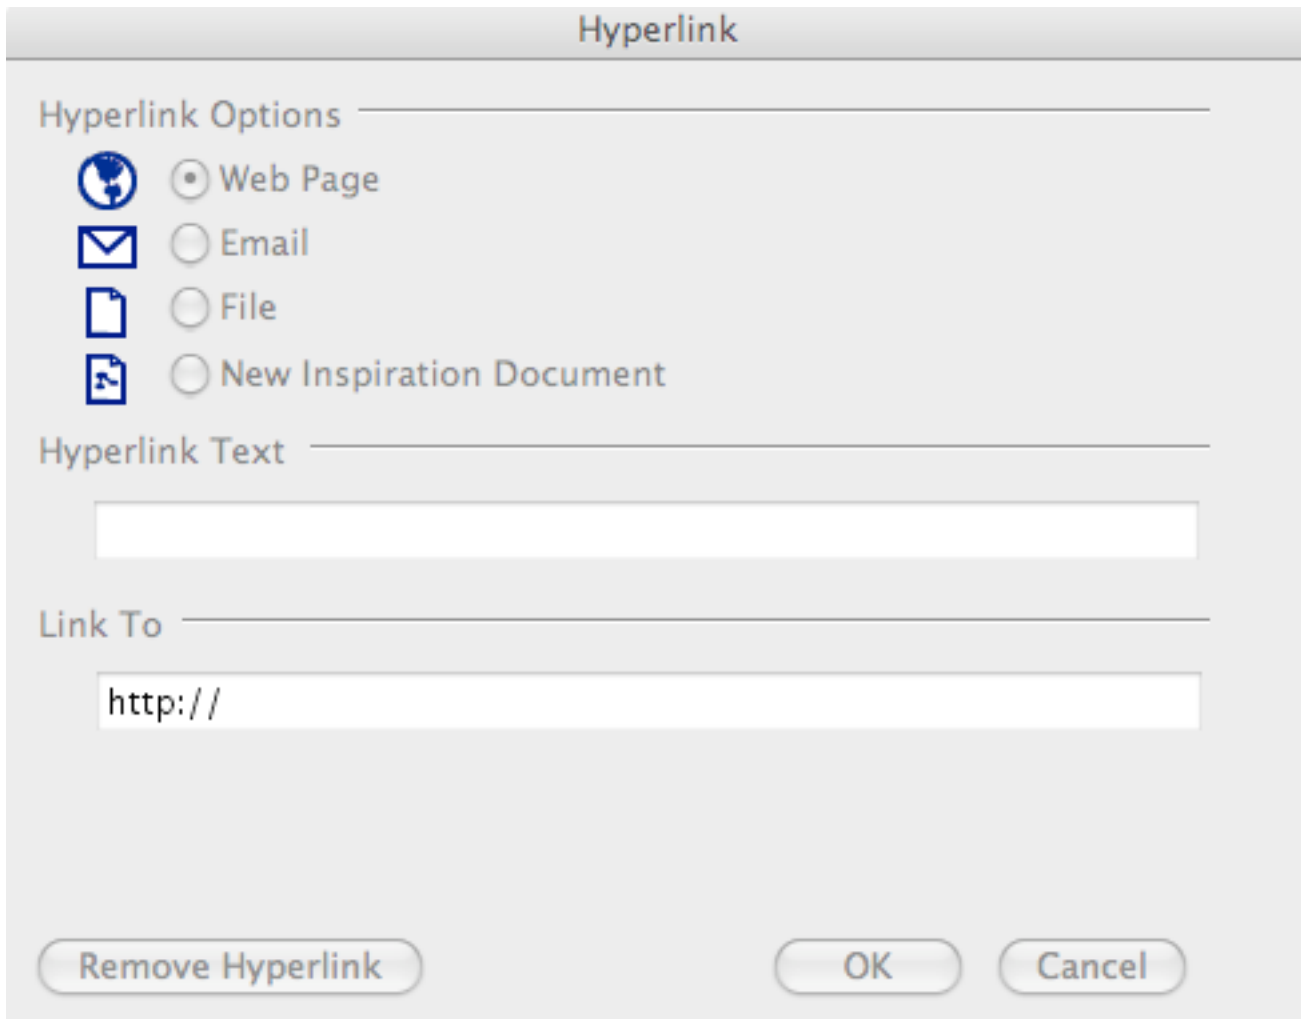 Hyperlink
Hyperlink Options
Web Page
Email
File
New Inspiration Document
Hyperlink Text
Link To
http://
Remove Hyperlink OK Cancel